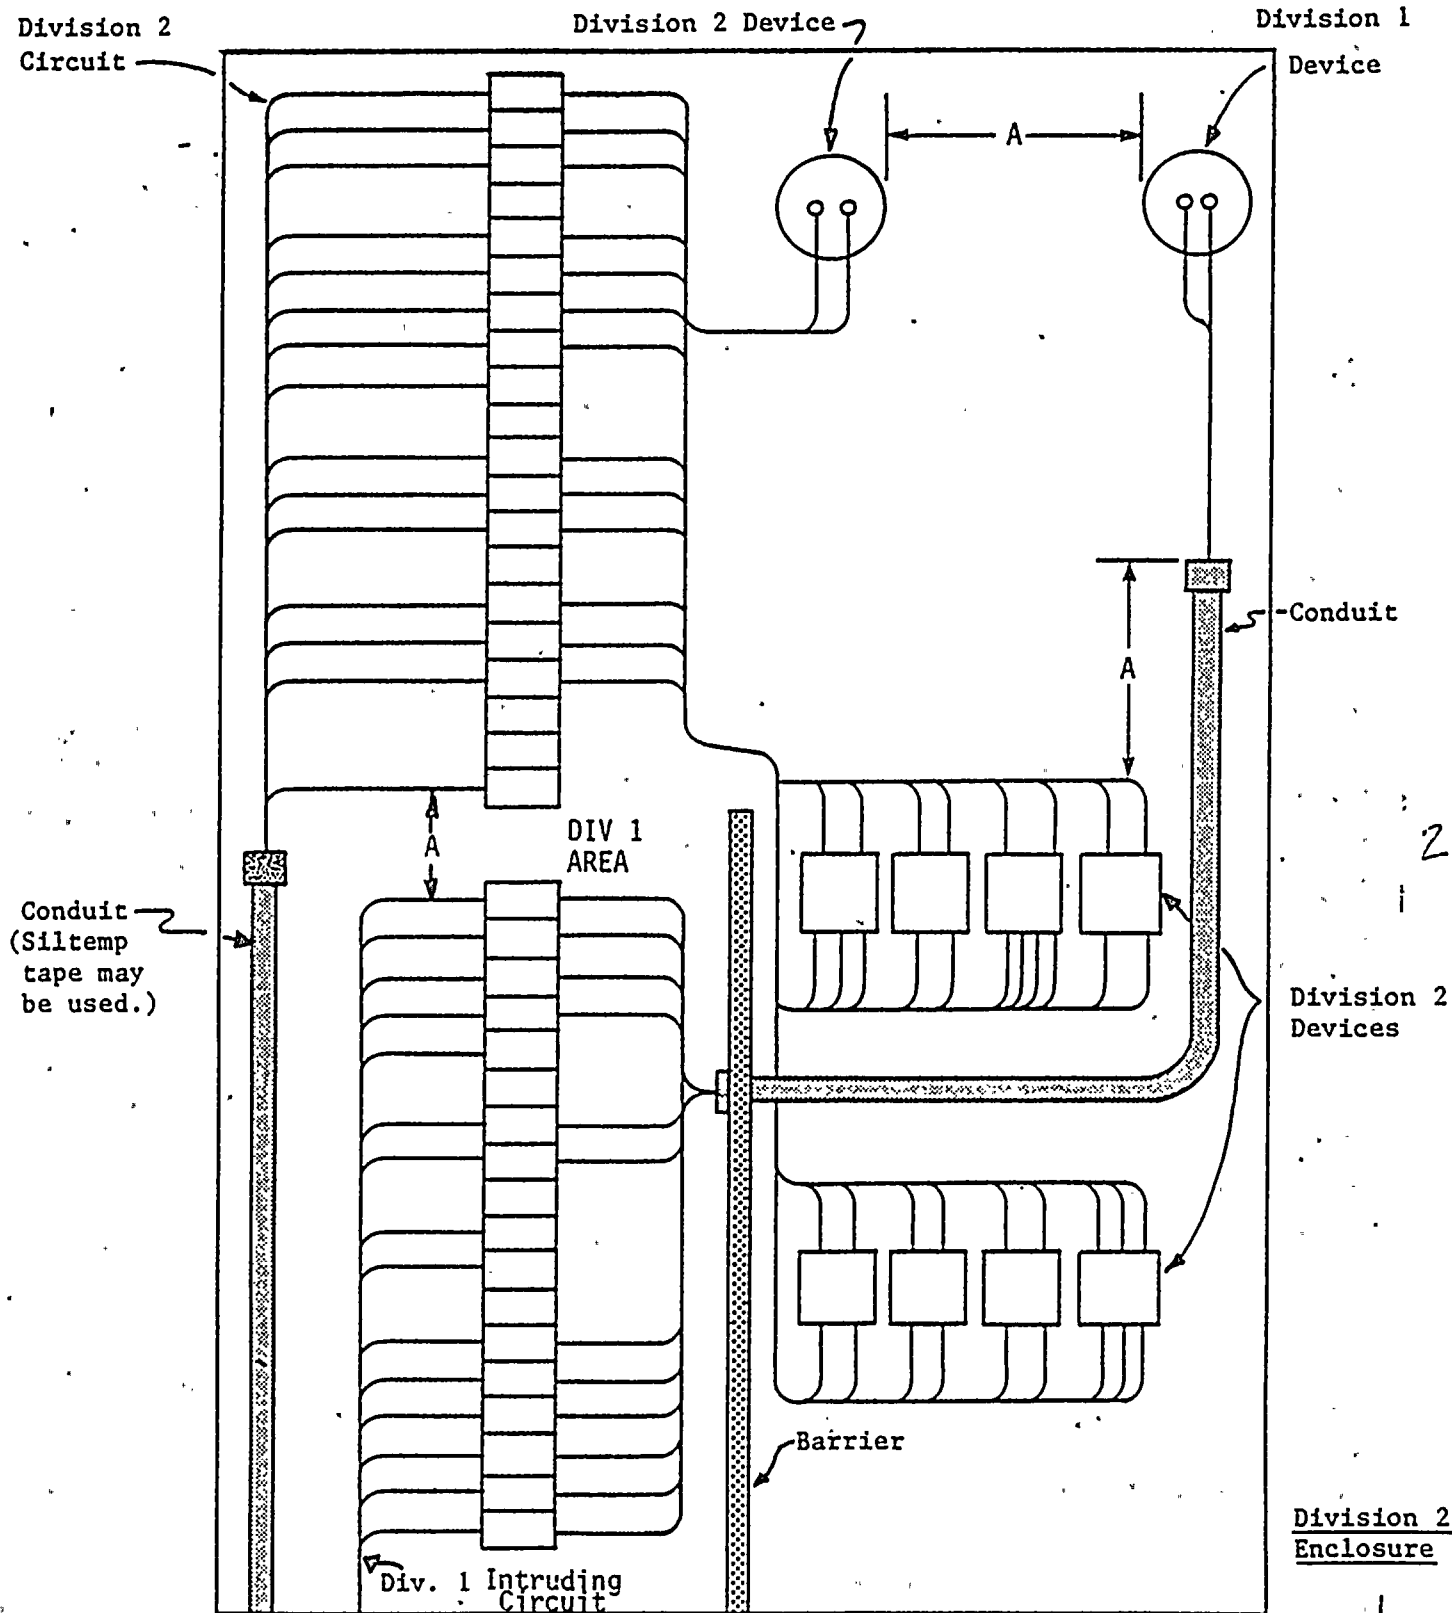 Division 2
Circuit
Division 2 Device
Division 1
Device
A
Conduit
A
A
DIV 1
AREA
2
Conduit
(Siltemp
tape may
be used.)
Division 2
Devices
Barrier
Division 2
Enclosure
Div. 1 Intruding
Circuit